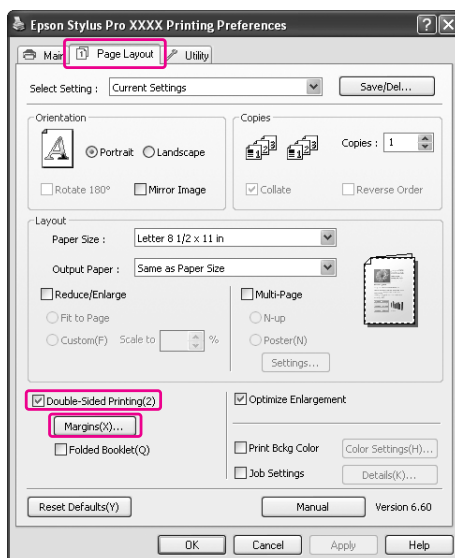 Epson Stylus Pro XXXX Printing Preferences
Main Page Layout Utility
Select Setting : Current Settings Save/Del...
Orientation Copies
A Portrait Landscape Copies : 1
Rotate 180° Mirror Image Collate Reverse Order
Layout
Paper Size : Letter 8 1/2 x 11 in
Output Paper : Same as Paper Size
Reduce/Enlarge Multi-Page
Fit to Page N-up
Custom(F) Scale to % Poster(N)
Settings...
Double-Sided Printing(2) Optimize Enlargement
Margins(X)...
Folded Booklet(Q) Print Bckg Color Color Settings(H)...
Job Settings Details(K)...
Reset Defaults(Y) Manual Version 6.60
OK Cancel Apply Help